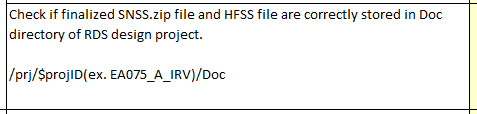 Check if finalized SNSS.zip file and HFSS file are correctly stored in Doc
directory of RDS design project.
/prj/$projID(ex. EA075_A_IRV)/Doc